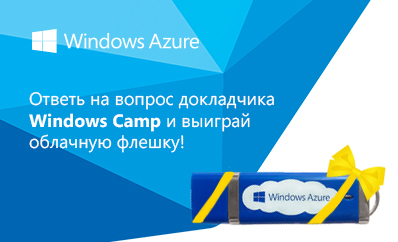 Windows Azure
Ответь на вопрос докладчика
Windows Camp и выиграй
облачную флешку!
Windows Azure